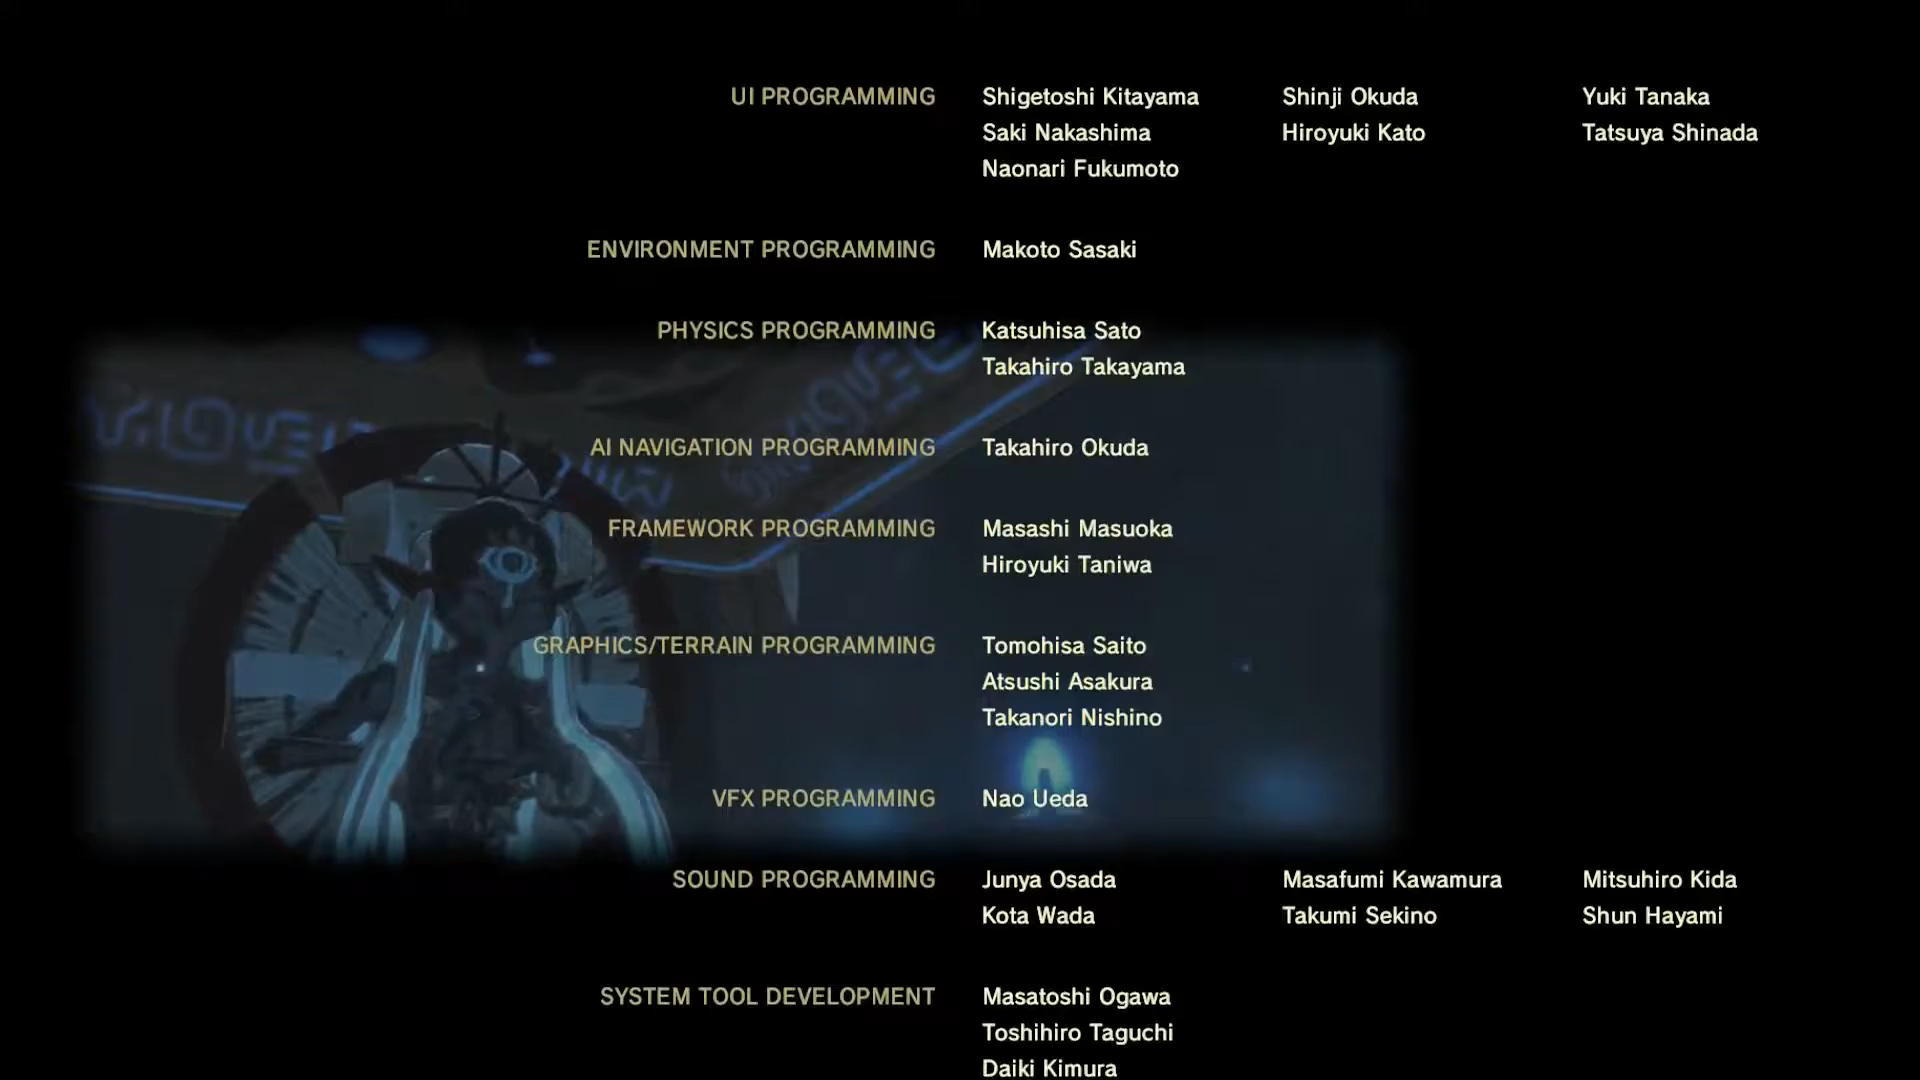 UI PROGRAMMING Shigetoshi Kitayama Shinji Okuda Yuki Tanaka
Saki Nakashima Hiroyuki Kato Tatsuya Shinada
Naonari Fukumoto
ENVIRONMENT PROGRAMMING Makoto Sasaki
PHYSICS PROGRAMMING Katsuhisa Sato
Takahiro Takayama
AI NAVIGATION PROGRAMMING Takahiro Okuda
FRAMEWORK PROGRAMMING Masashi Masuoka
Hiroyuki Taniwa
GRAPHICS/TERRAIN PROGRAMMING Tomohisa Saito
Atsushi Asakura
Takanori Nishino
VFX PROGRAMMING Nao Ueda
SOUND PROGRAMMING Junya Osada Masafumi Kawamura Mitsuhiro Kida
Kota Wada Takumi Sekino Shun Hayami
SYSTEM TOOL DEVELOPMENT Masatoshi Ogawa
Toshihiro Taguchi
Daiki Kimura